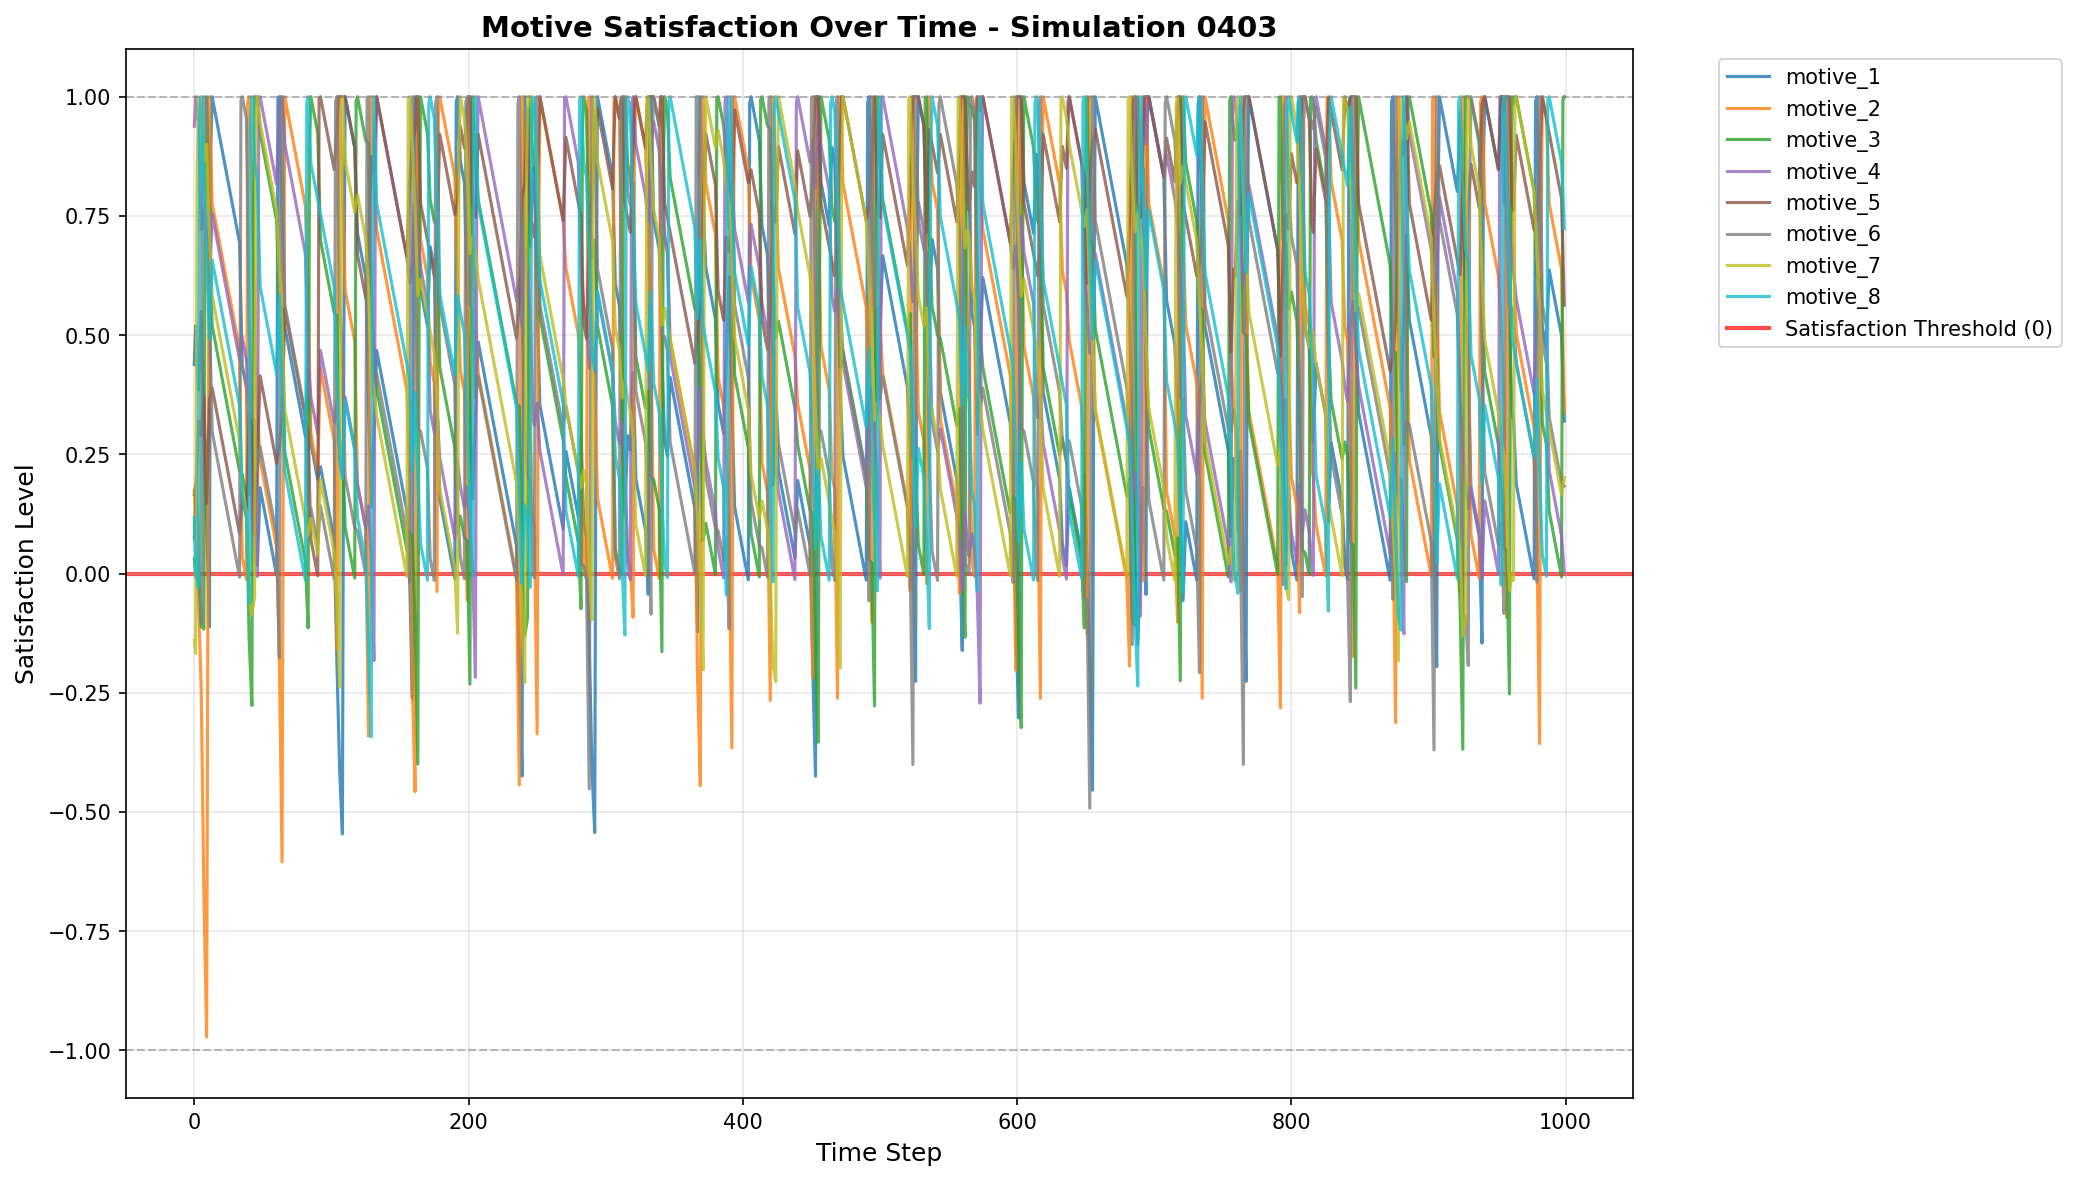 Motive Satisfaction Over Time - Simulation 0403
Satisfaction Level
1.00
0.75
0.50
0.25
0.00
−0.25
−0.50
−0.75
−1.00
0
200
400
600
800
1000
Time Step
motive_1
motive_2
motive_3
motive_4
motive_5
motive_6
motive_7
motive_8
Satisfaction Threshold (0)